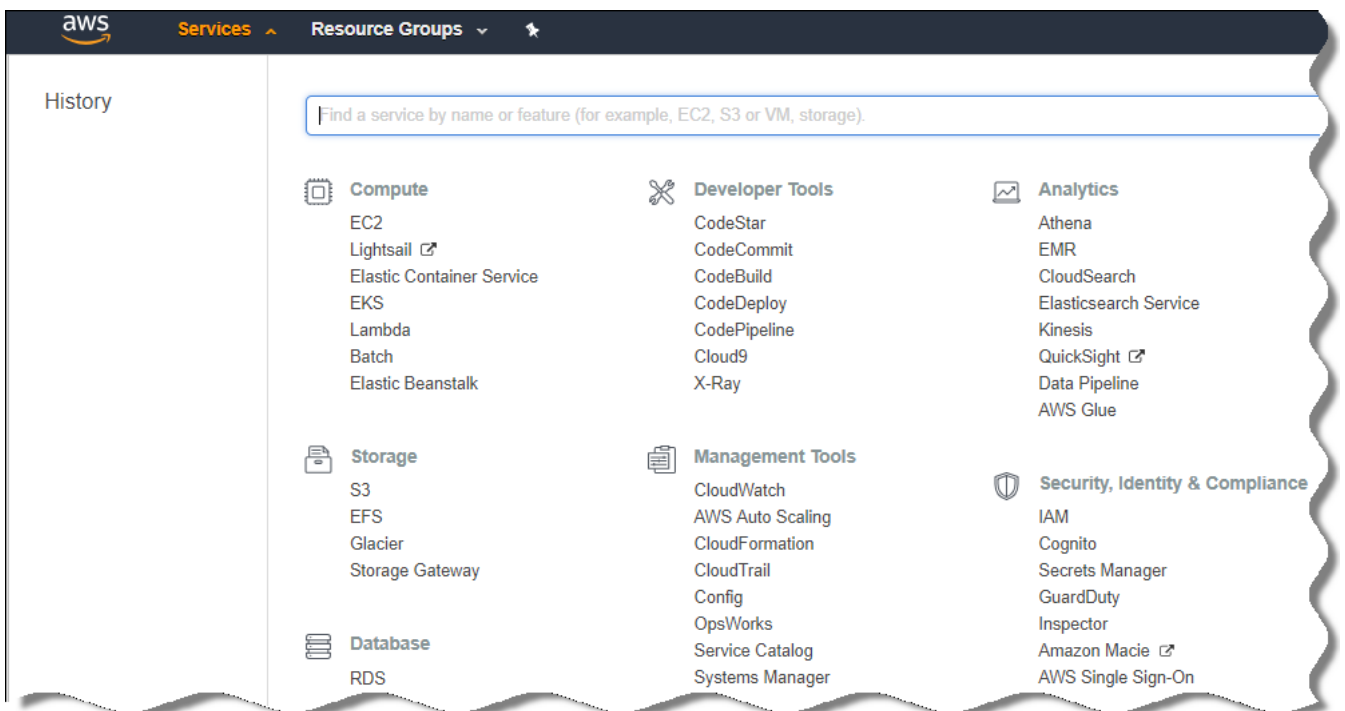 aws Services Resource Groups
History
Find a service by name or feature (for example, EC2, S3 or VM, storage).
Compute
EC2
Lightsail
Elastic Container Service
EKS
Lambda
Batch
Elastic Beanstalk
Storage
S3
EFS
Glacier
Storage Gateway
Database
RDS
Developer Tools
CodeStar
CodeCommit
CodeBuild
CodeDeploy
CodePipeline
Cloud9
X-Ray
Management Tools
CloudWatch
AWS Auto Scaling
CloudFormation
CloudTrail
Config
OpsWorks
Service Catalog
Systems Manager
Analytics
Athena
EMR
CloudSearch
Elasticsearch Service
Kinesis
QuickSight
Data Pipeline
AWS Glue
Security, Identity & Compliance
IAM
Cognito
Secrets Manager
GuardDuty
Inspector
Amazon Macie
AWS Single Sign-On